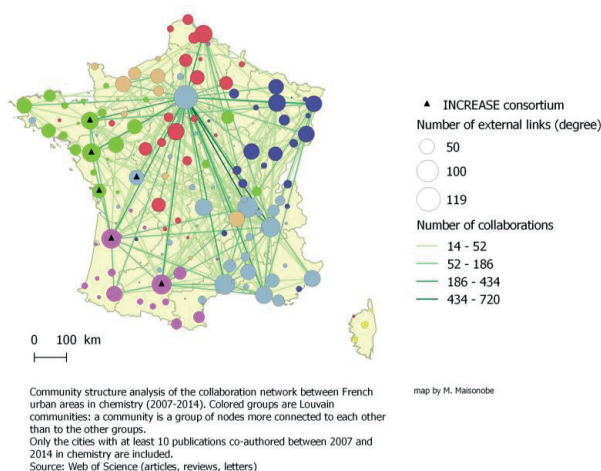 INCREASE consortium
Number of external links (degree)
50
100
119
Number of collaborations
14 - 52
52 - 186
186 - 434
434 - 720
0 100 km
Community structure analysis of the collaboration network between French
urban areas in chemistry (2007-2014). Colored groups are Louvain
communities: a community is a group of nodes more connected to each other
than to the other groups.
Only the cities with at least 10 publications co-authored between 2007 and
2014 in chemistry are included.
Source: Web of Science (articles, reviews, letters)
map by M. Maisonobe